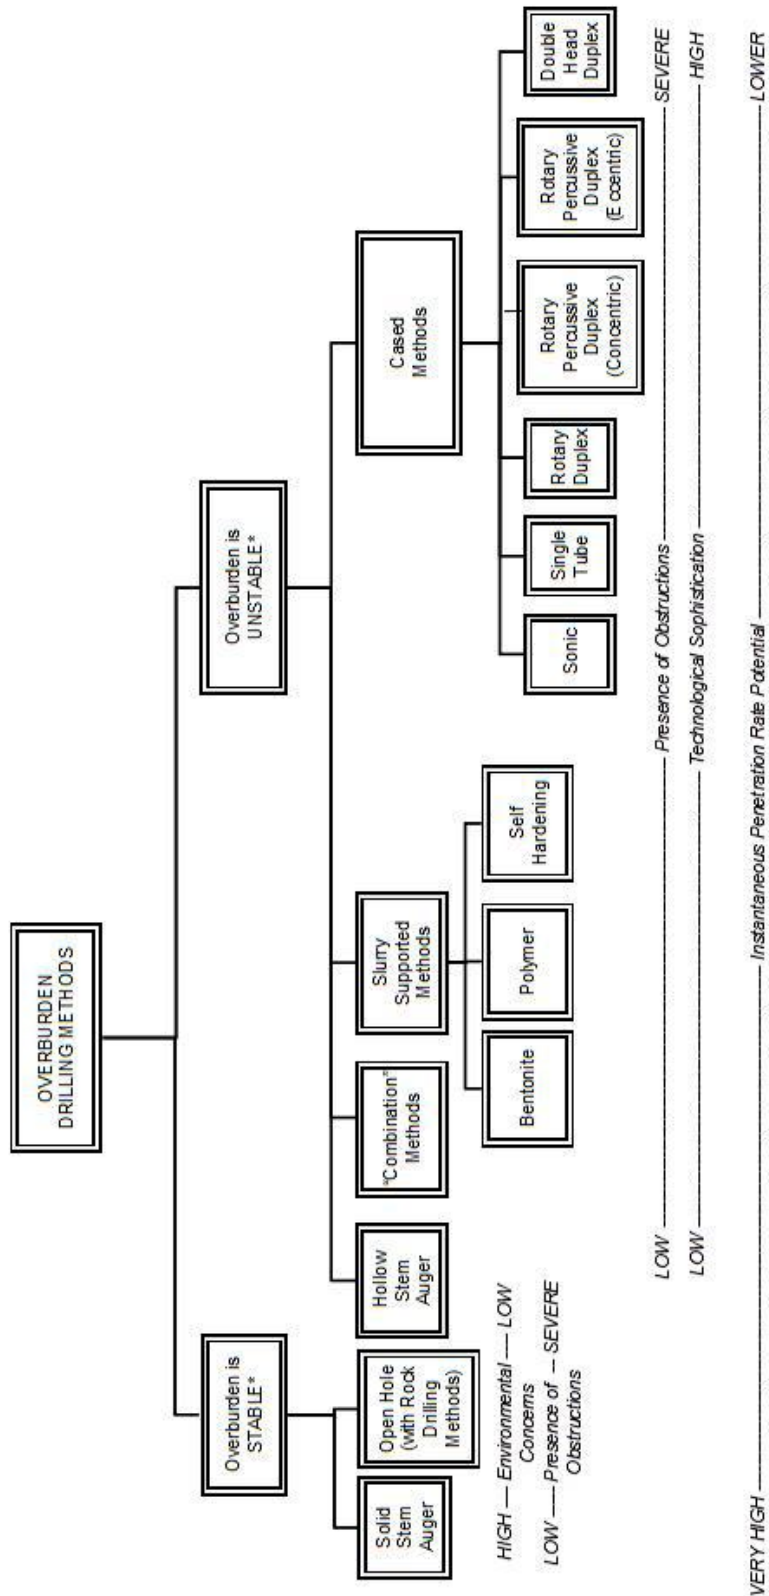 OVERBURDEN
DRILLING METHODS
Overburden is
STABLE*
Overburden is
UNSTABLE*
Solid
Stem
Auger
Open Hole
(with Rock
Drilling
Methods)
Hollow
Stem
Auger
"Combination"
Methods
Slurry
Supported
Methods
Cased
Methods
Bentonite
Polymer
Self
Hardening
Sonic
Single
Tube
Rotary
Duplex
Rotary
Percussive
Duplex
(Concentric)
Rotary
Percussive
Duplex
(Eccentric)
Double
Head
Duplex
HIGH — Environmental — LOW
Concerns
LOW — Presence of — SEVERE
Obstructions
LOW — Presence of Obstructions — SEVERE
LOW — Technological Sophistication — HIGH
VERY HIGH — Instantaneous Penetration Rate Potential — LOWER